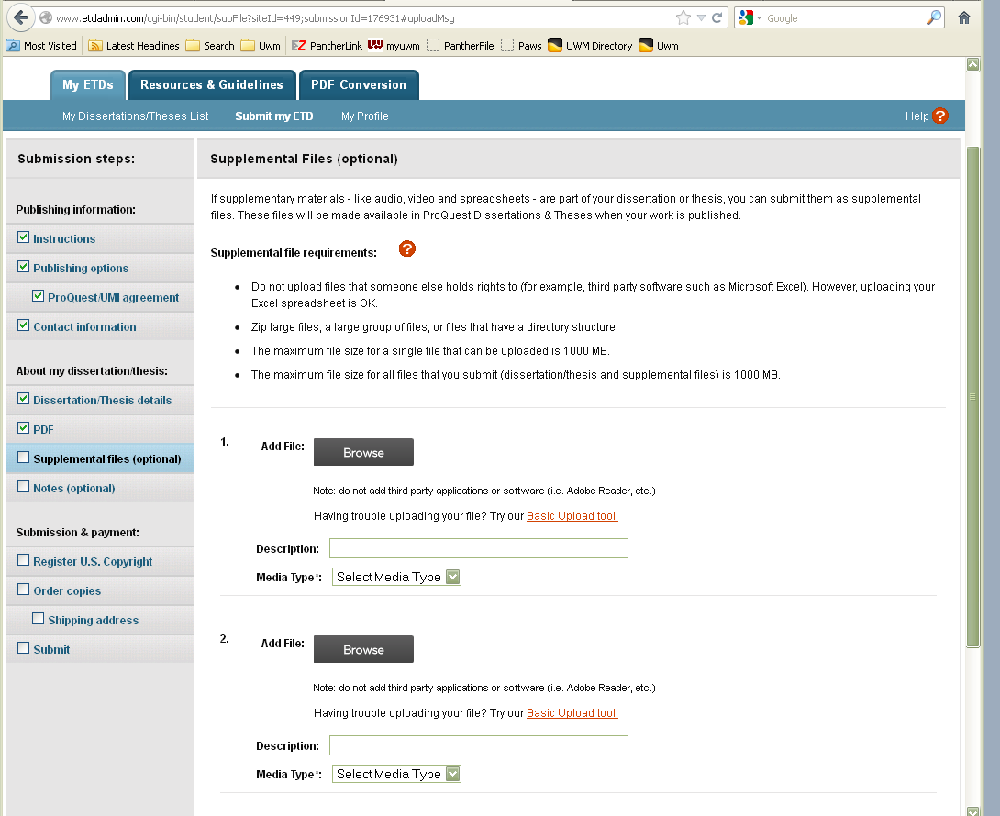 www.etdadmin.com/cgi-bin/student/supFile?siteId=449;submissionId=176931#uploadMsg
Google
Most Visited Latest Headlines Search Uwm PantherLink myuwm PantherFile Paws UWM Directory Uwm
My ETDs Resources & Guidelines PDF Conversion
My Dissertations/Theses List Submit my ETD My Profile Help ?
Submission steps:
Publishing information:
Instructions
Publishing options
ProQuest/UMI agreement
Contact information
About my dissertation/thesis:
Dissertation/Thesis details
PDF
Supplemental files (optional)
Notes (optional)
Submission & payment:
Register U.S. Copyright
Order copies
Shipping address
Submit
Supplemental Files (optional)
If supplementary materials - like audio, video and spreadsheets - are part of your dissertation or thesis, you can submit them as supplemental
files. These files will be made available in ProQuest Dissertations & Theses when your work is published.
Supplemental file requirements: ?
• Do not upload files that someone else holds rights to (for example, third party software such as Microsoft Excel). However, uploading your
Excel spreadsheet is OK.
• Zip large files, a large group of files, or files that have a directory structure.
• The maximum file size for a single file that can be uploaded is 1000 MB.
• The maximum file size for all files that you submit (dissertation/thesis and supplemental files) is 1000 MB.
1. Add File: Browse
Note: do not add third party applications or software (i.e. Adobe Reader, etc.)
Having trouble uploading your file? Try our Basic Upload tool.
Description:
Media Type*: Select Media Type
2. Add File: Browse
Note: do not add third party applications or software (i.e. Adobe Reader, etc.)
Having trouble uploading your file? Try our Basic Upload tool.
Description:
Media Type*: Select Media Type